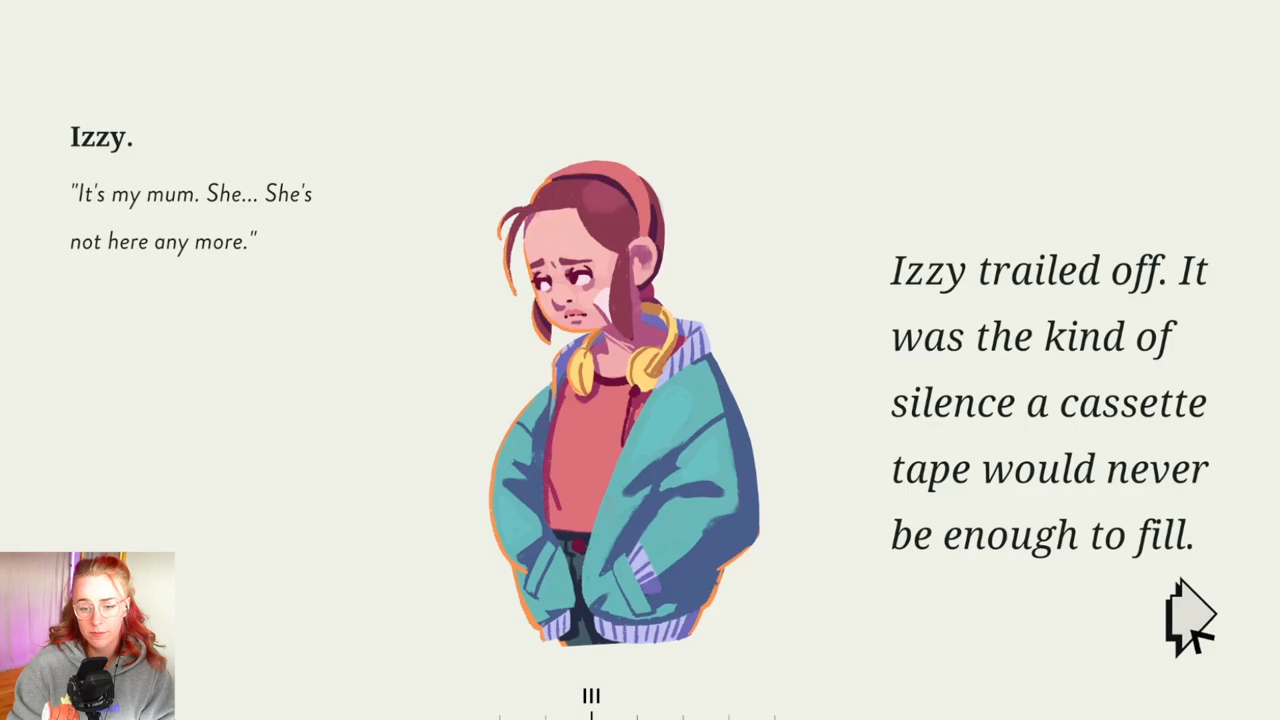 Izzy.
"It's my mum. She... She's
not here any more."
Izzy trailed off. It
was the kind of
silence a cassette
tape would never
be enough to fill.
III